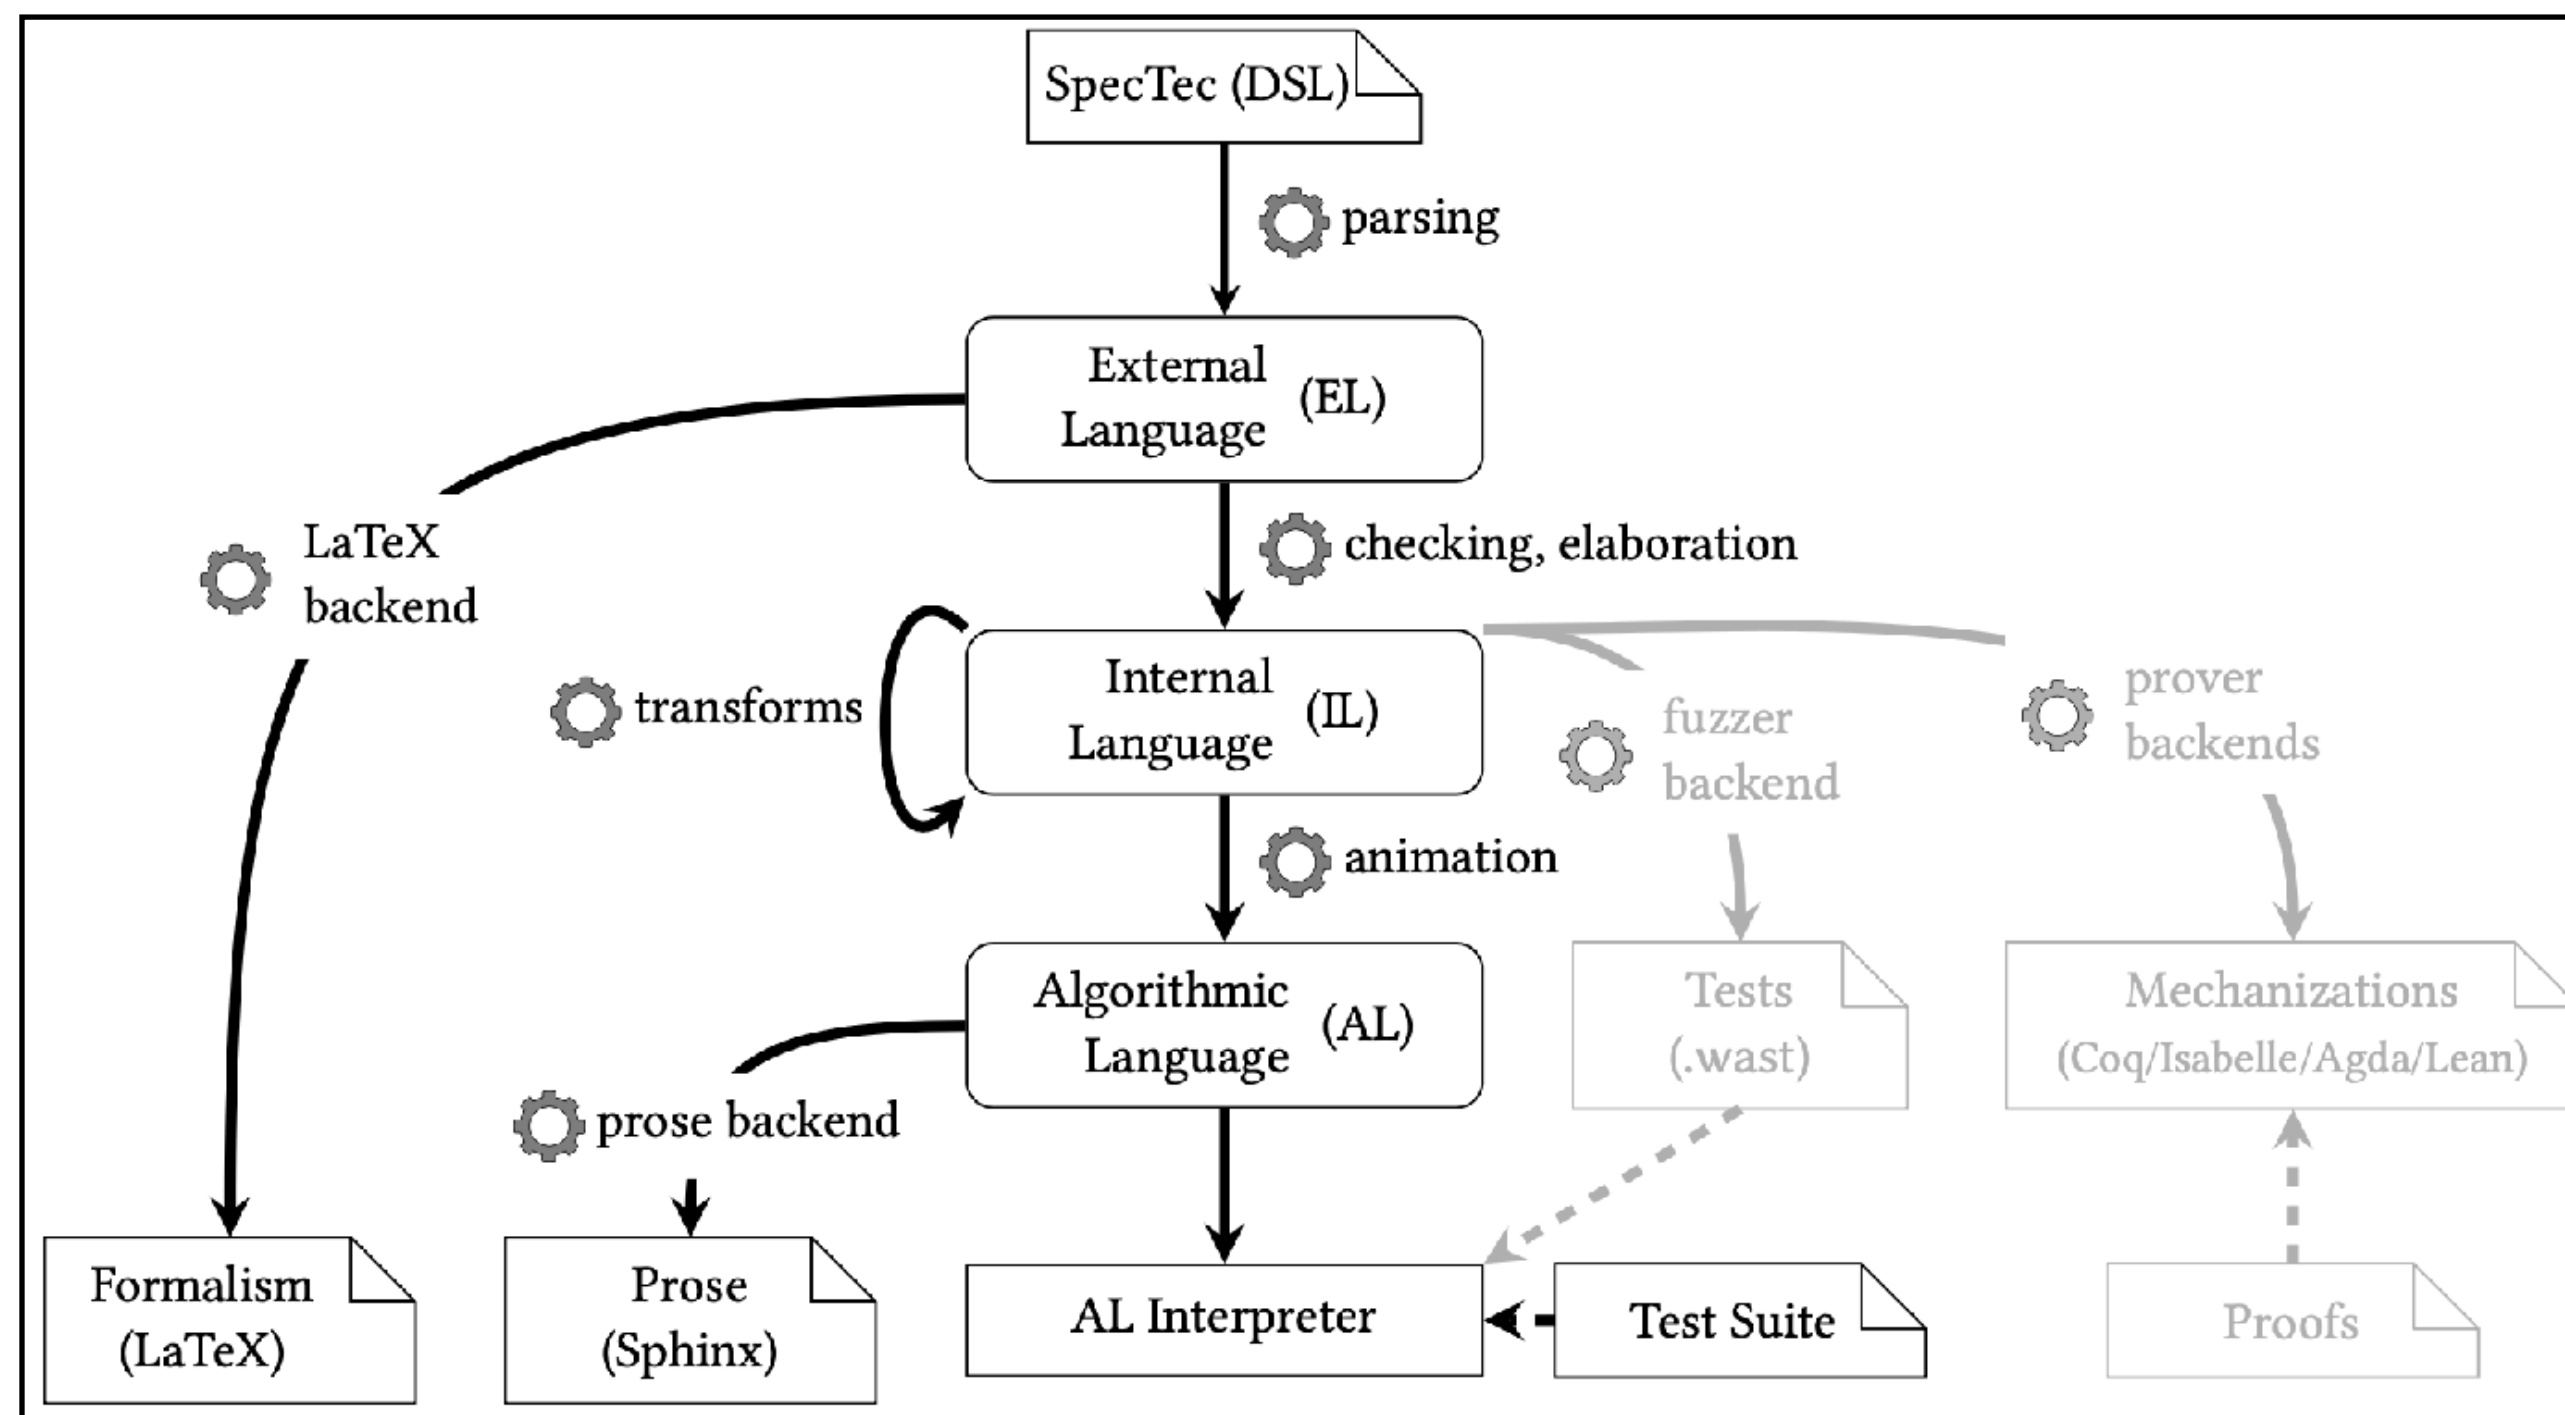 SpecTec (DSL)
parsing
External
Language
(EL)
LaTeX
backend
checking, elaboration
transforms
Internal
Language
(IL)
fuzzer
backend
prover
backends
animation
Algorithmic
Language
(AL)
Tests
(.wast)
Mechanizations
(Coq/Isabelle/Agda/Lean)
prose backend
Formalism
(LaTeX)
Prose
(Sphinx)
AL Interpreter
Test Suite
Proofs